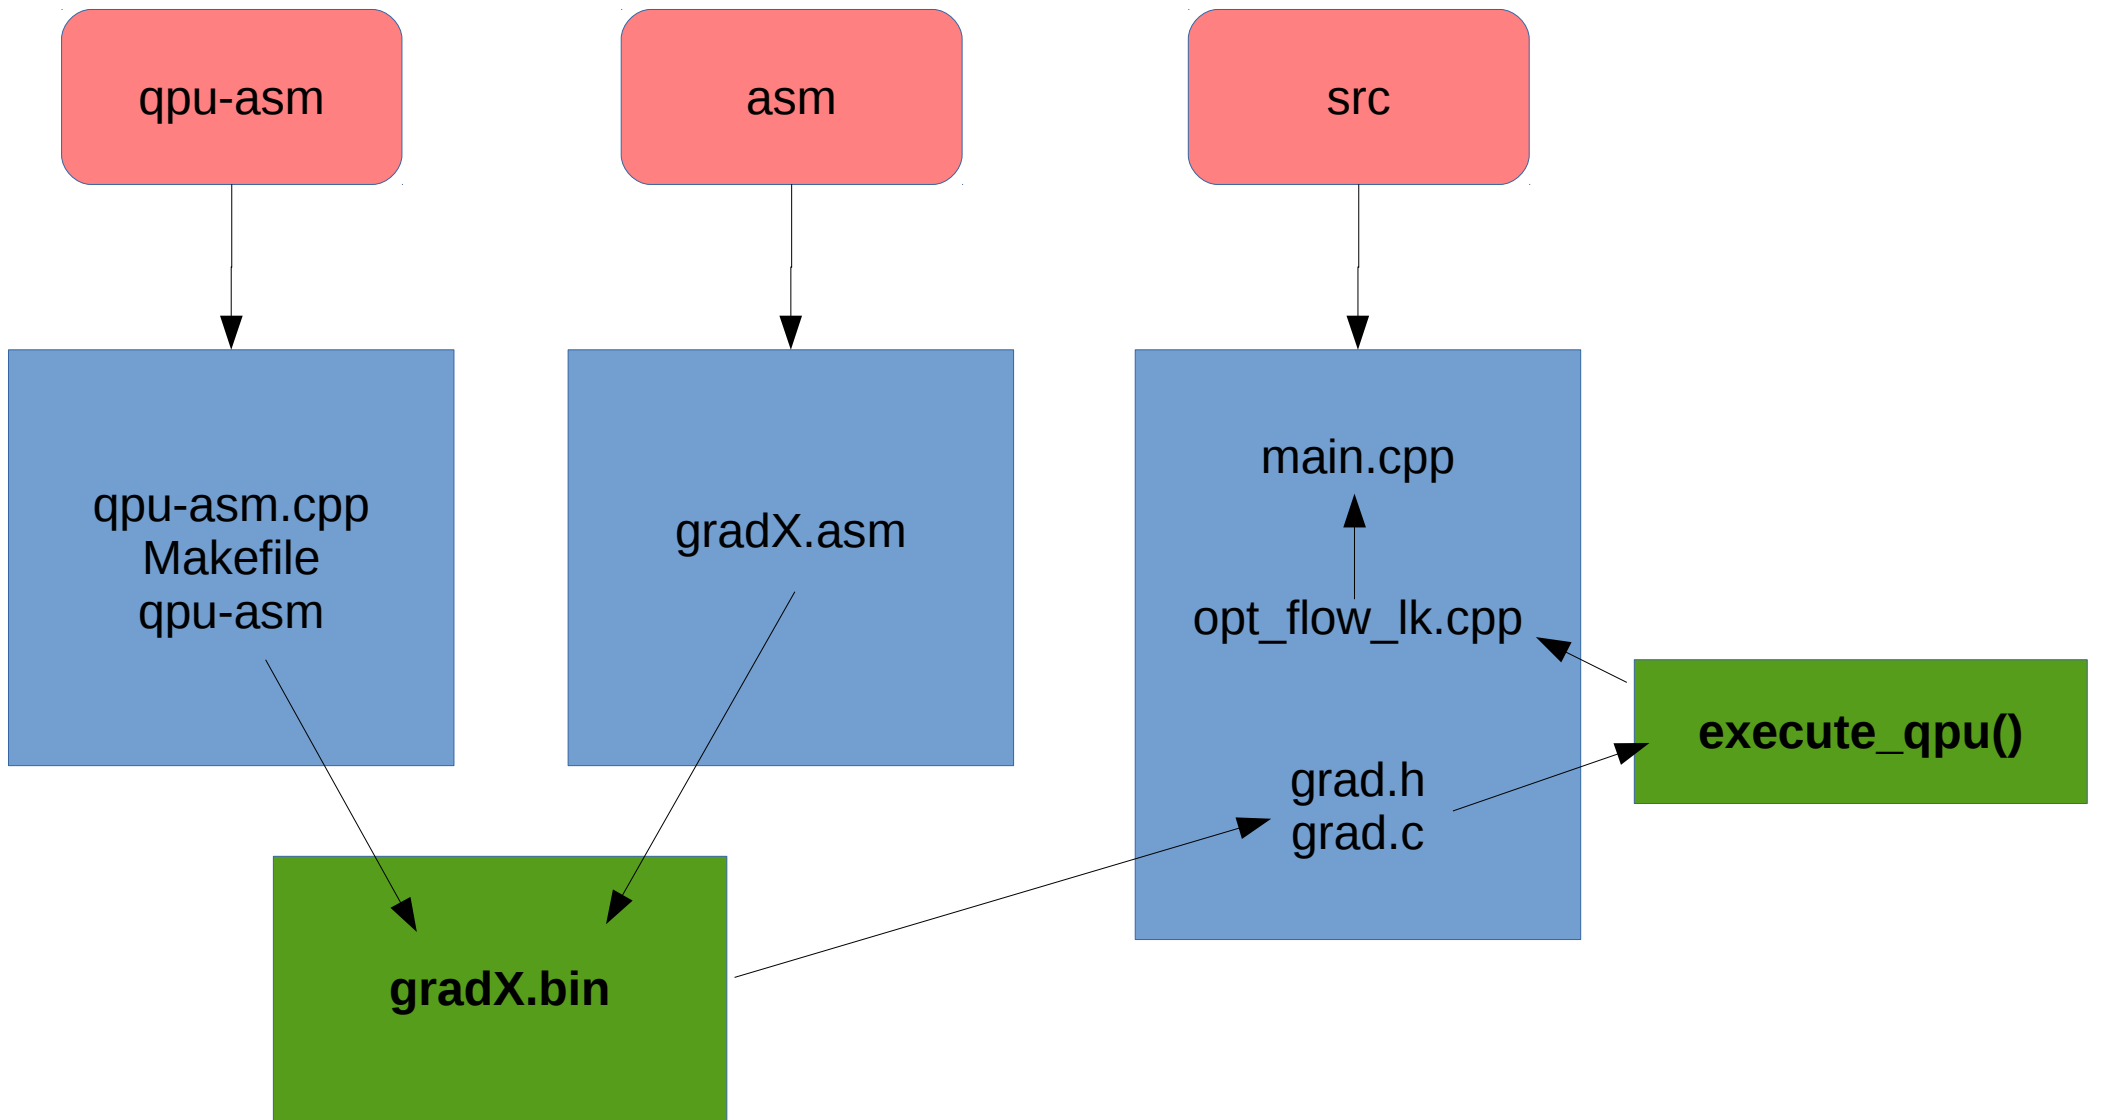 qpu-asm
asm
src
qpu-asm.cpp
Makefile
qpu-asm
gradX.asm
main.cpp
opt_flow_lk.cpp
grad.h
grad.c
execute_qpu()
gradX.bin